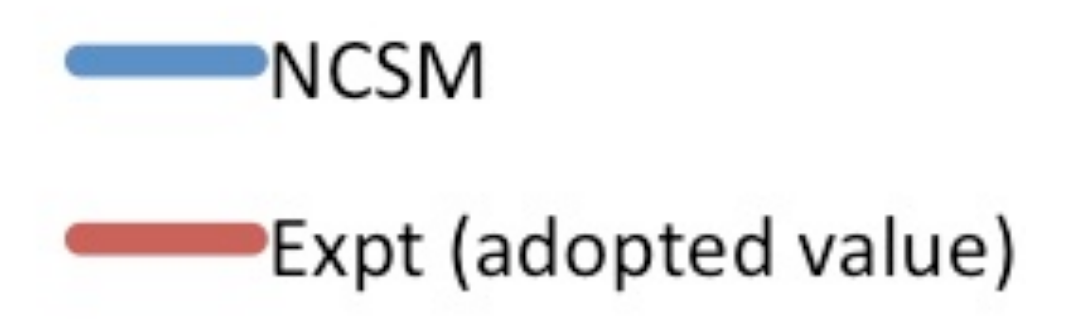 NCSM
Expt (adopted value)